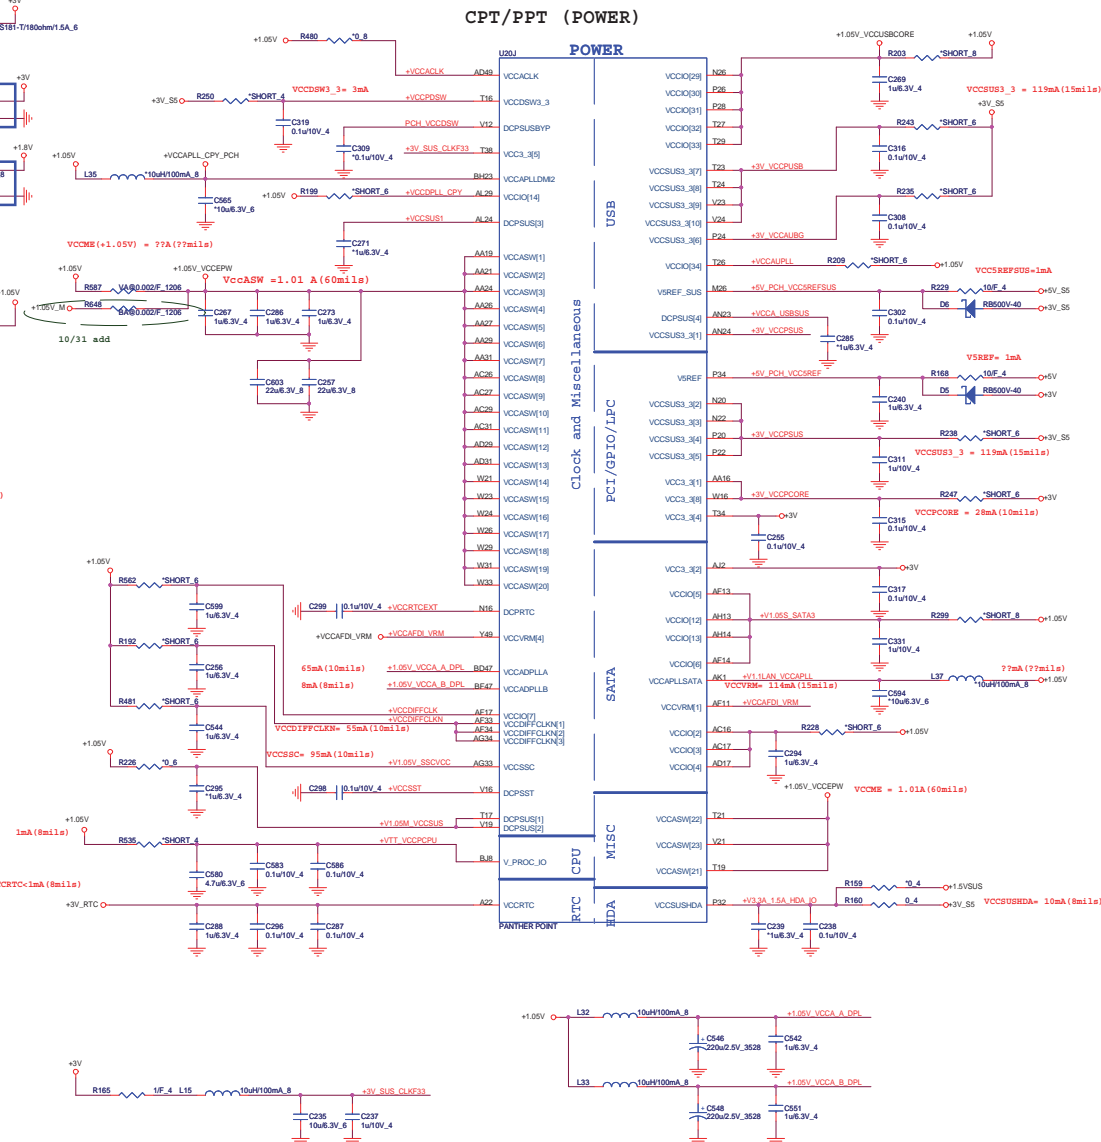 CPT/PPT (POWER)
+3V
S181-T/180ohm/1.5A_6
+3V
+1.8V
8
+1.05V
R480
*0_8
+VCCACLK
AD49
+3V_S5
R250
*SHORT_4
VCCDSW3_3= 3mA
+VCCPDSW
T16
C319
0.1u/10V_4
PCH_VCCDSW
V12
C309
*0.1u/10V_4
+3V_SUS_CLKF33
T38
+1.05V
L35
*10uH/100mA_8
+VCCAPLL_CPY_PCH
BH23
C565
*10u/6.3V_6
+1.05V
R199
*SHORT_6
+VCCDPLL_CPY
AL29
+VCCSUS1
AL24
C271
*1u/6.3V_4
VCCME(+1.05V) = ??A(??mils)
+1.05V
R587
VA@0.002/F_1206
+1.05V_VCCEPW
VccASW =1.01 A(60mils)
+1.05V
+1.05V_M
R648
BA@0.002/F_1206
10/31 add
C267
1u/6.3V_4
C286
1u/6.3V_4
C273
1u/6.3V_4
C603
22u/6.3V_8
C257
22u/6.3V_8
AA19
AA21
AA24
AA26
AA27
AA29
AA31
AC26
AC27
AC29
AC31
AD29
AD31
W21
W23
W24
W26
W29
W31
W33
+1.05V
R562
*SHORT_6
C599
1u/6.3V_4
R192
*SHORT_6
C256
1u/6.3V_4
R481
*SHORT_6
C544
1u/6.3V_4
+1.05V
R226
*0_6
C295
*1u/6.3V_4
C299
0.1u/10V_4
+VCCRTCEXT
N16
+VCCAFDI_VRM
+VCCAFDI_VRM
Y49
65mA(10mils)
+1.05V_VCCA_A_DPL
BD47
8mA(8mils)
+1.05V_VCCA_B_DPL
BF47
+VCCDIFFCLK
AF17
+VCCDIFFCLKN
AF33
VCCDIFFCLKN= 55mA(10mils)
AF34
AG34
VCCSSC= 95mA(10mils)
+V1.05V_SSCVCC
AG33
C298
0.1u/10V_4
+VCCSST
V16
+V1.05M_VCCSUS
T17
V19
1mA(8mils)
+1.05V
R535
*SHORT_4
+VTT_VCCPCPU
BJ8
C580
4.7u/6.3V_6
C583
0.1u/10V_4
C586
0.1u/10V_4
CRTC<1mA(8mils)
+3V_RTC
A22
C288
1u/6.3V_4
C296
0.1u/10V_4
C287
0.1u/10V_4
U20J
POWER
VCCACLK
VCCDSW3_3
DCPSUSBYP
VCC3_3[5]
VCCAPLLDMI2
VCCIO[14]
DCPSUS[3]
VCCASW[1]
VCCASW[2]
VCCASW[3]
VCCASW[4]
VCCASW[5]
VCCASW[6]
VCCASW[7]
VCCASW[8]
VCCASW[9]
VCCASW[10]
VCCASW[11]
VCCASW[12]
VCCASW[13]
VCCASW[14]
VCCASW[15]
VCCASW[16]
VCCASW[17]
VCCASW[18]
VCCASW[19]
VCCASW[20]
DCPRTC
VCCVRM[4]
VCCADPLLA
VCCADPLLB
VCCIO[7]
VCCDIFFCLKN[1]
VCCDIFFCLKN[2]
VCCDIFFCLKN[3]
VCCSSC
DCPSST
DCPSUS[1]
DCPSUS[2]
V_PROC_IO
VCCRTC
PANTHER POINT
Clock and Miscellaneous
CPU
RTC
USB
PCI/GPIO/LPC
SATA
MISC
HDA
VCCIO[29]
VCCIO[30]
VCCIO[31]
VCCIO[32]
VCCIO[33]
VCCSUS3_3[7]
VCCSUS3_3[8]
VCCSUS3_3[9]
VCCSUS3_3[10]
VCCSUS3_3[6]
VCCIO[34]
V5REF_SUS
DCPSUS[4]
VCCSUS3_3[1]
V5REF
VCCSUS3_3[2]
VCCSUS3_3[3]
VCCSUS3_3[4]
VCCSUS3_3[5]
VCC3_3[1]
VCC3_3[8]
VCC3_3[4]
VCC3_3[2]
VCCIO[5]
VCCIO[12]
VCCIO[13]
VCCIO[6]
VCCAPLLSATA
VCCVRM[1]
VCCIO[2]
VCCIO[3]
VCCIO[4]
VCCASW[22]
VCCASW[23]
VCCASW[21]
VCCSUSHDA
N26
P26
P28
T27
T29
+1.05V_VCCUSBCORE
R203
*SHORT_8
+1.05V
C269
1u/6.3V_4
VCCSUS3_3 = 119mA(15mils)
+3V_S5
T23
+3V_VCCPUSB
T24
V23
V24
R243
*SHORT_6
C316
0.1u/10V_4
R235
*SHORT_6
C308
0.1u/10V_4
P24
+3V_VCCAUBG
T26
+VCCAUPLL
R209
*SHORT_6
+1.05V
VCC5REFSUS=1mA
M26
+5V_PCH_VCC5REFSUS
R229
10/F_4
+5V_S5
D6
RB500V-40
+3V_S5
C302
0.1u/10V_4
AN23
+VCCA_USBSUS
AN24
+3V_VCCPSUS
C285
*1u/6.3V_4
V5REF= 1mA
P34
+5V_PCH_VCC5REF
R168
10/F_4
+5V
D5
RB500V-40
+3V
C240
1u/6.3V_4
N20
N22
P20
+3V_VCCPSUS
P22
R238
*SHORT_6
+3V_S5
VCCSUS3_3 = 119mA(15mils)
C311
1u/10V_4
AA16
W16
+3V_VCCPCORE
R247
*SHORT_6
+3V
VCCPCORE = 28mA(10mils)
C315
0.1u/10V_4
T34
+3V
C255
0.1u/10V_4
AJ2
+3V
C317
0.1u/10V_4
AF13
AH13
+V1.05S_SATA3
AH14
AF14
R299
*SHORT_8
+1.05V
C331
1u/10V_4
??mA(??mils)
AK1
+V1.1LAN_VCCAPLL
L37
*10uH/100mA_8
+1.05V
VCCVRM= 114mA(15mils)
C594
*10u/6.3V_6
AF11
+VCCAFDI_VRM
AC16
AC17
AD17
R228
*SHORT_6
+1.05V
C294
1u/6.3V_4
+1.05V_VCCEPW
VCCME = 1.01A(60mils)
T21
V21
T19
R159
*0_4
+1.5VSUS
P32
+V3.3A_1.5A_HDA_IO
R160
0_4
+3V_S5
VCCSUSHDA= 10mA(8mils)
C239
*1u/6.3V_4
C238
0.1u/10V_4
+1.05V
L32
10uH/100mA_8
+1.05V_VCCA_A_DPL
C546
220u/2.5V_3528
C542
1u/6.3V_4
L33
10uH/100mA_8
+1.05V_VCCA_B_DPL
C548
220u/2.5V_3528
C551
1u/6.3V_4
+3V
R165
1/F_4
L15
10uH/100mA_8
+3V_SUS_CLKF33
C235
10u/6.3V_6
C237
1u/10V_4